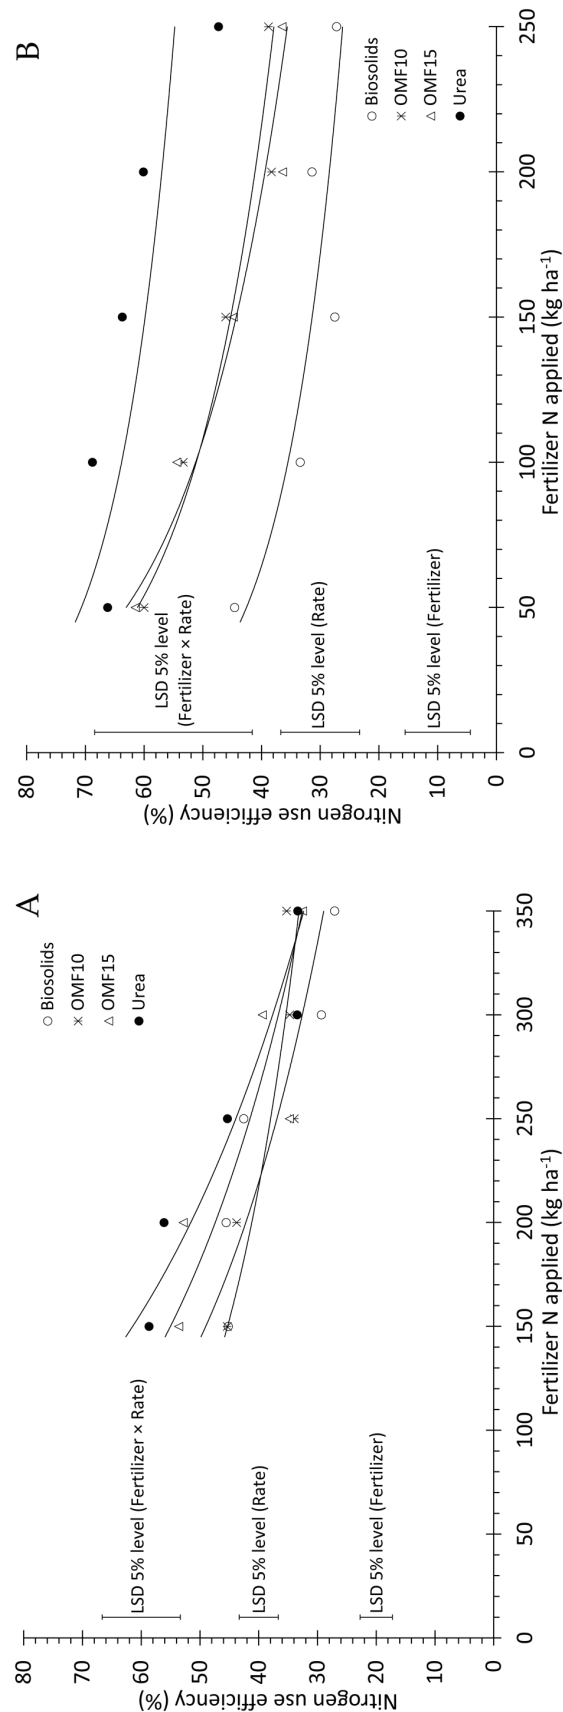 A
80
70
60
50
40
30
20
10
0
Nitrogen use efficiency (%)
LSD 5% level (Fertilizer × Rate)
LSD 5% level (Rate)
LSD 5% level (Fertilizer)
Biosolids
OMF10
OMF15
Urea
0 50 100 150 200 250 300 350
Fertilizer N applied (kg ha-1)
B
80
70
60
50
40
30
20
10
0
Nitrogen use efficiency (%)
LSD 5% level
(Fertilizer × Rate)
LSD 5% level (Rate)
LSD 5% level (Fertilizer)
Biosolids
OMF10
OMF15
Urea
0 50 100 150 200 250
Fertilizer N applied (kg ha-1)